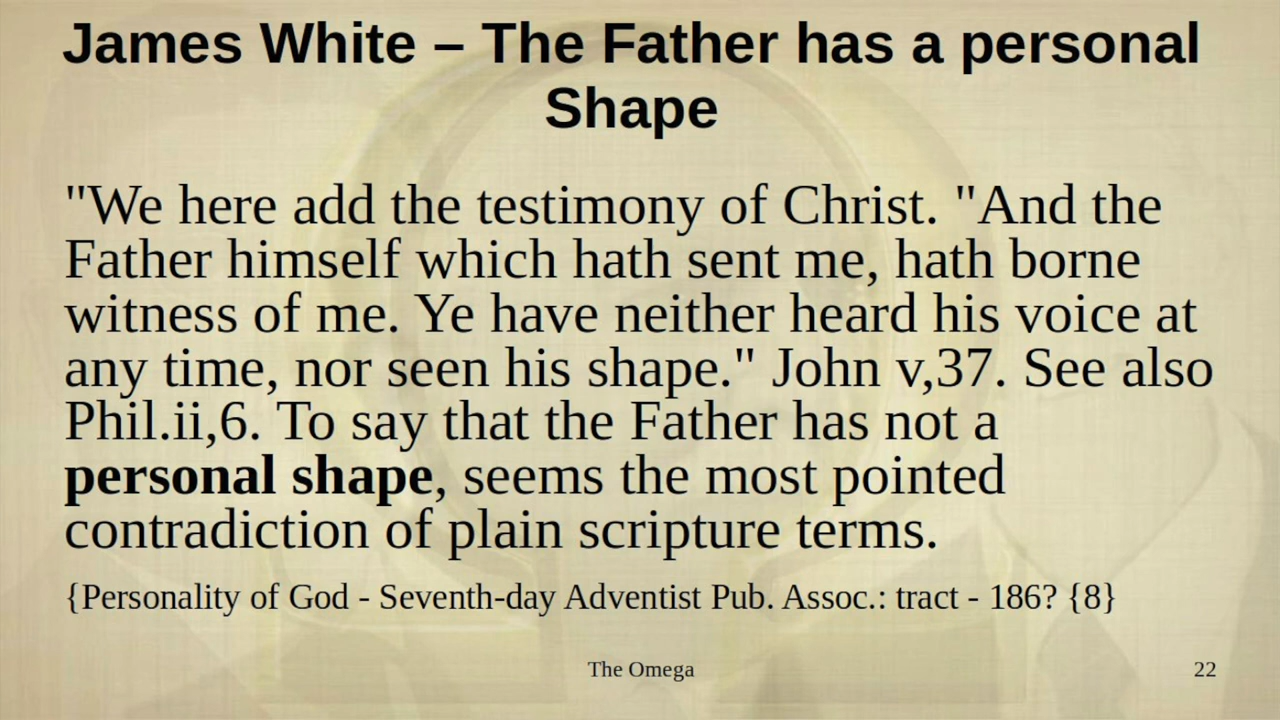 James White – The Father has a personal
Shape
"We here add the testimony of Christ. "And the
Father himself which hath sent me, hath borne
witness of me. Ye have neither heard his voice at
any time, nor seen his shape." John v,37. See also
Phil.ii,6. To say that the Father has not a
personal shape, seems the most pointed
contradiction of plain scripture terms.
{Personality of God - Seventh-day Adventist Pub. Assoc.: tract - 186? {8}
The Omega
22